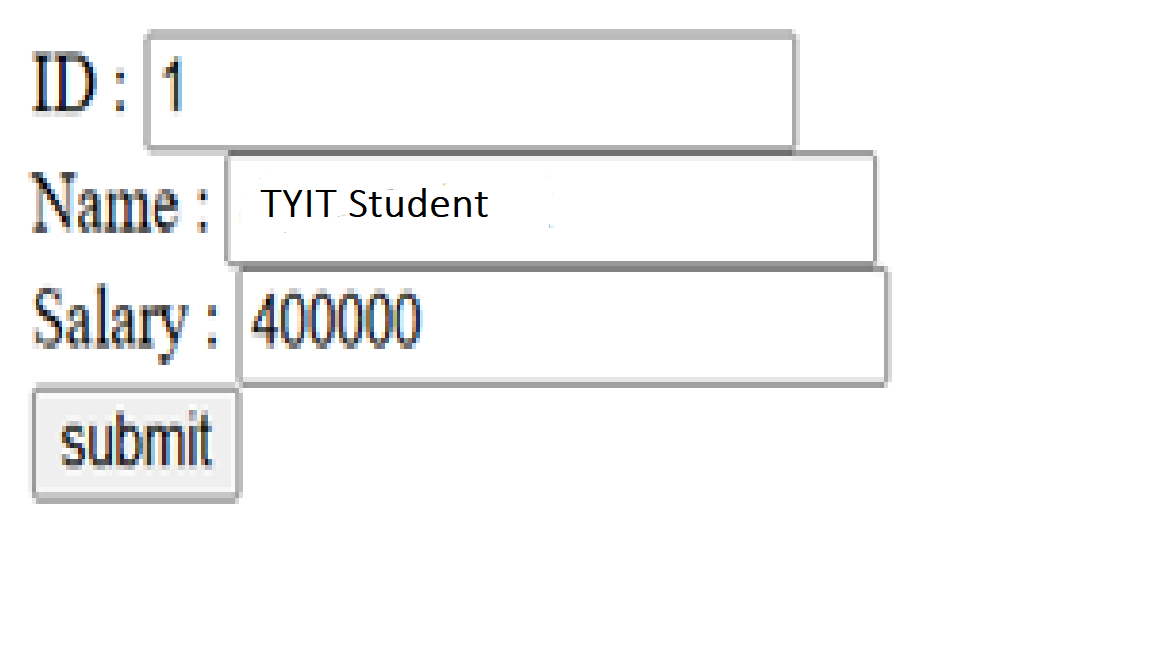 ID : 1
Name : TYIT Student
Salary : 400000
submit